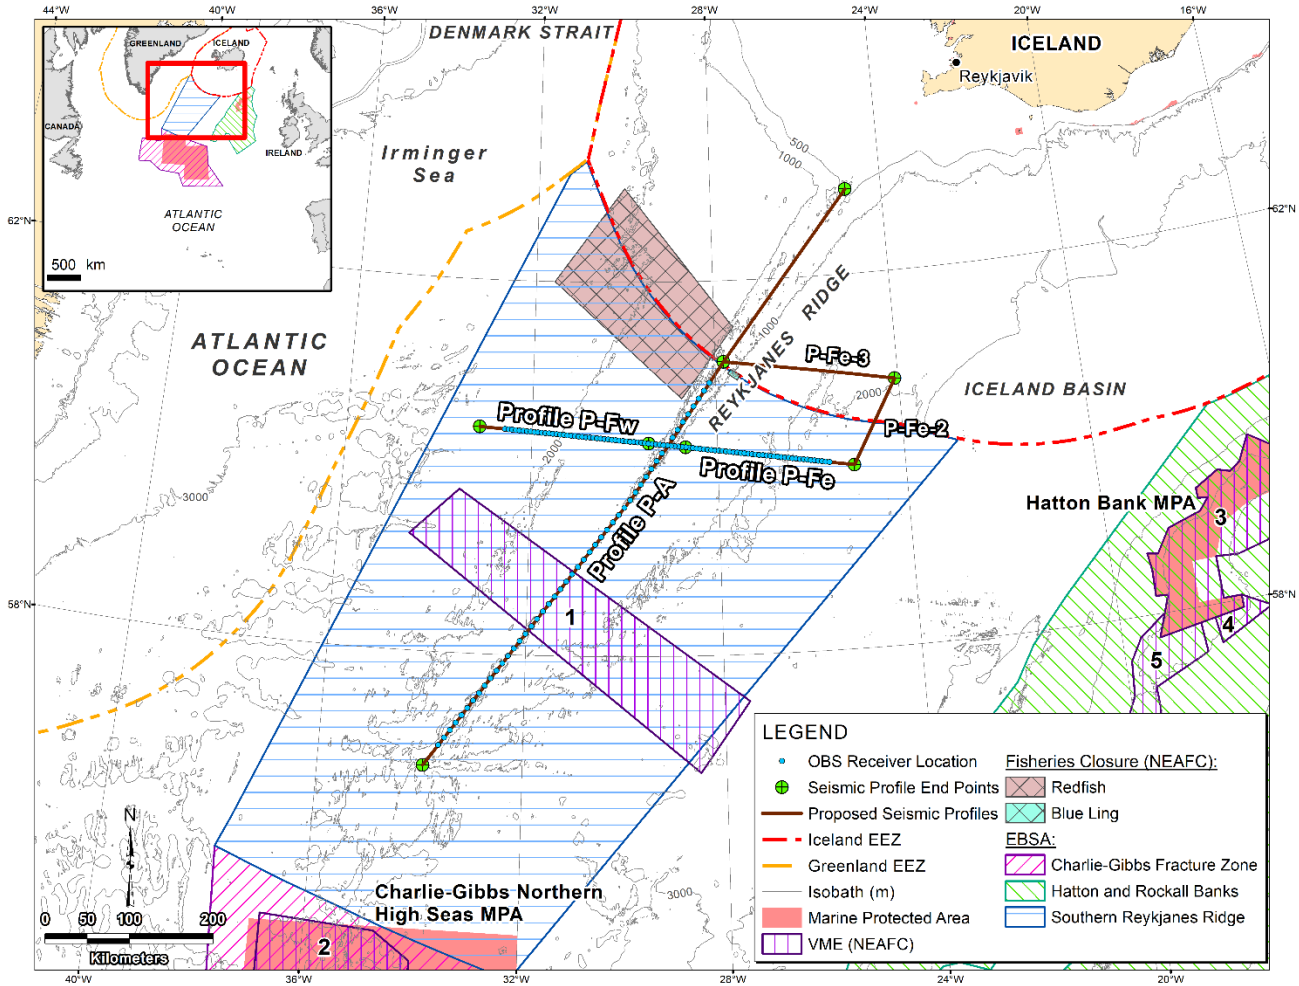 40°W
36°W
32°W
28°W
24°W
20°W
16°W
GREENLAND
ICELAND
CANADA
IRELAND
ATLANTIC
OCEAN
500 km
DENMARK STRAIT
ICELAND
Reykjavik
Irminger
Sea
500
1000
62°N
62°N
REYKJANES RIDGE
1000
ATLANTIC
OCEAN
P-Fe-3
2000
ICELAND BASIN
Profile P-Fw
P-Fe-2
2000
Profile P-Fe
3000
Profile P-A
Hatton Bank MPA
3
58°N
58°N
1
4
5
LEGEND
OBS Receiver Location
Seismic Profile End Points
Proposed Seismic Profiles
Iceland EEZ
Greenland EEZ
Isobath (m)
Marine Protected Area
VME (NEAFC)
Fisheries Closure (NEAFC):
Redfish
Blue Ling
EBSA:
Charlie-Gibbs Fracture Zone
Hatton and Rockall Banks
Southern Reykjanes Ridge
N
Charlie-Gibbs Northern
High Seas MPA
3000
0 50 100 200
Kilometers
2
40°W
36°W
32°W
28°W
24°W
20°W